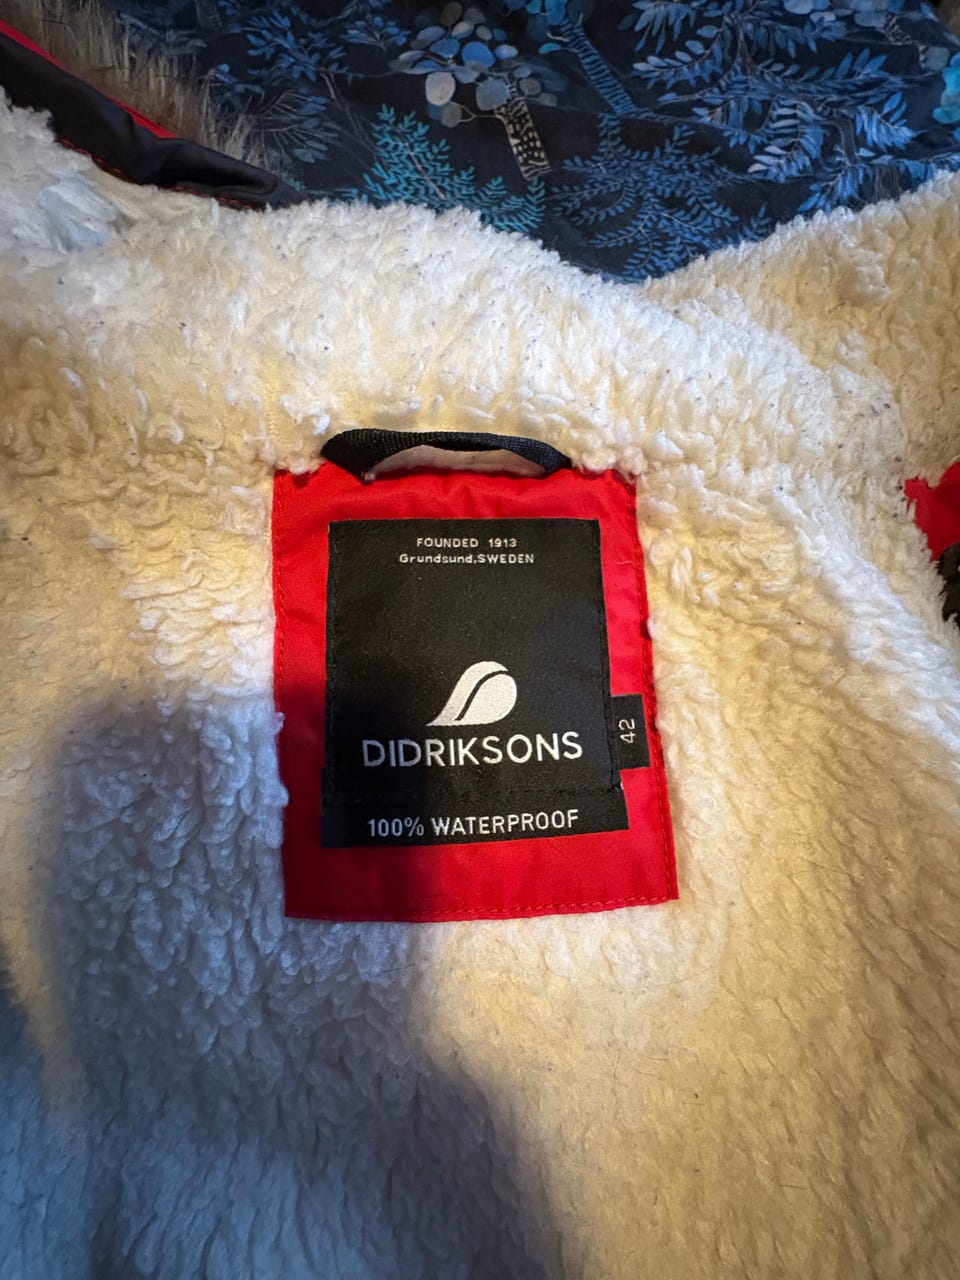 FOUNDED 1913
Grundsund,SWEDEN
DIDRIKSONS
42
100% WATERPROOF